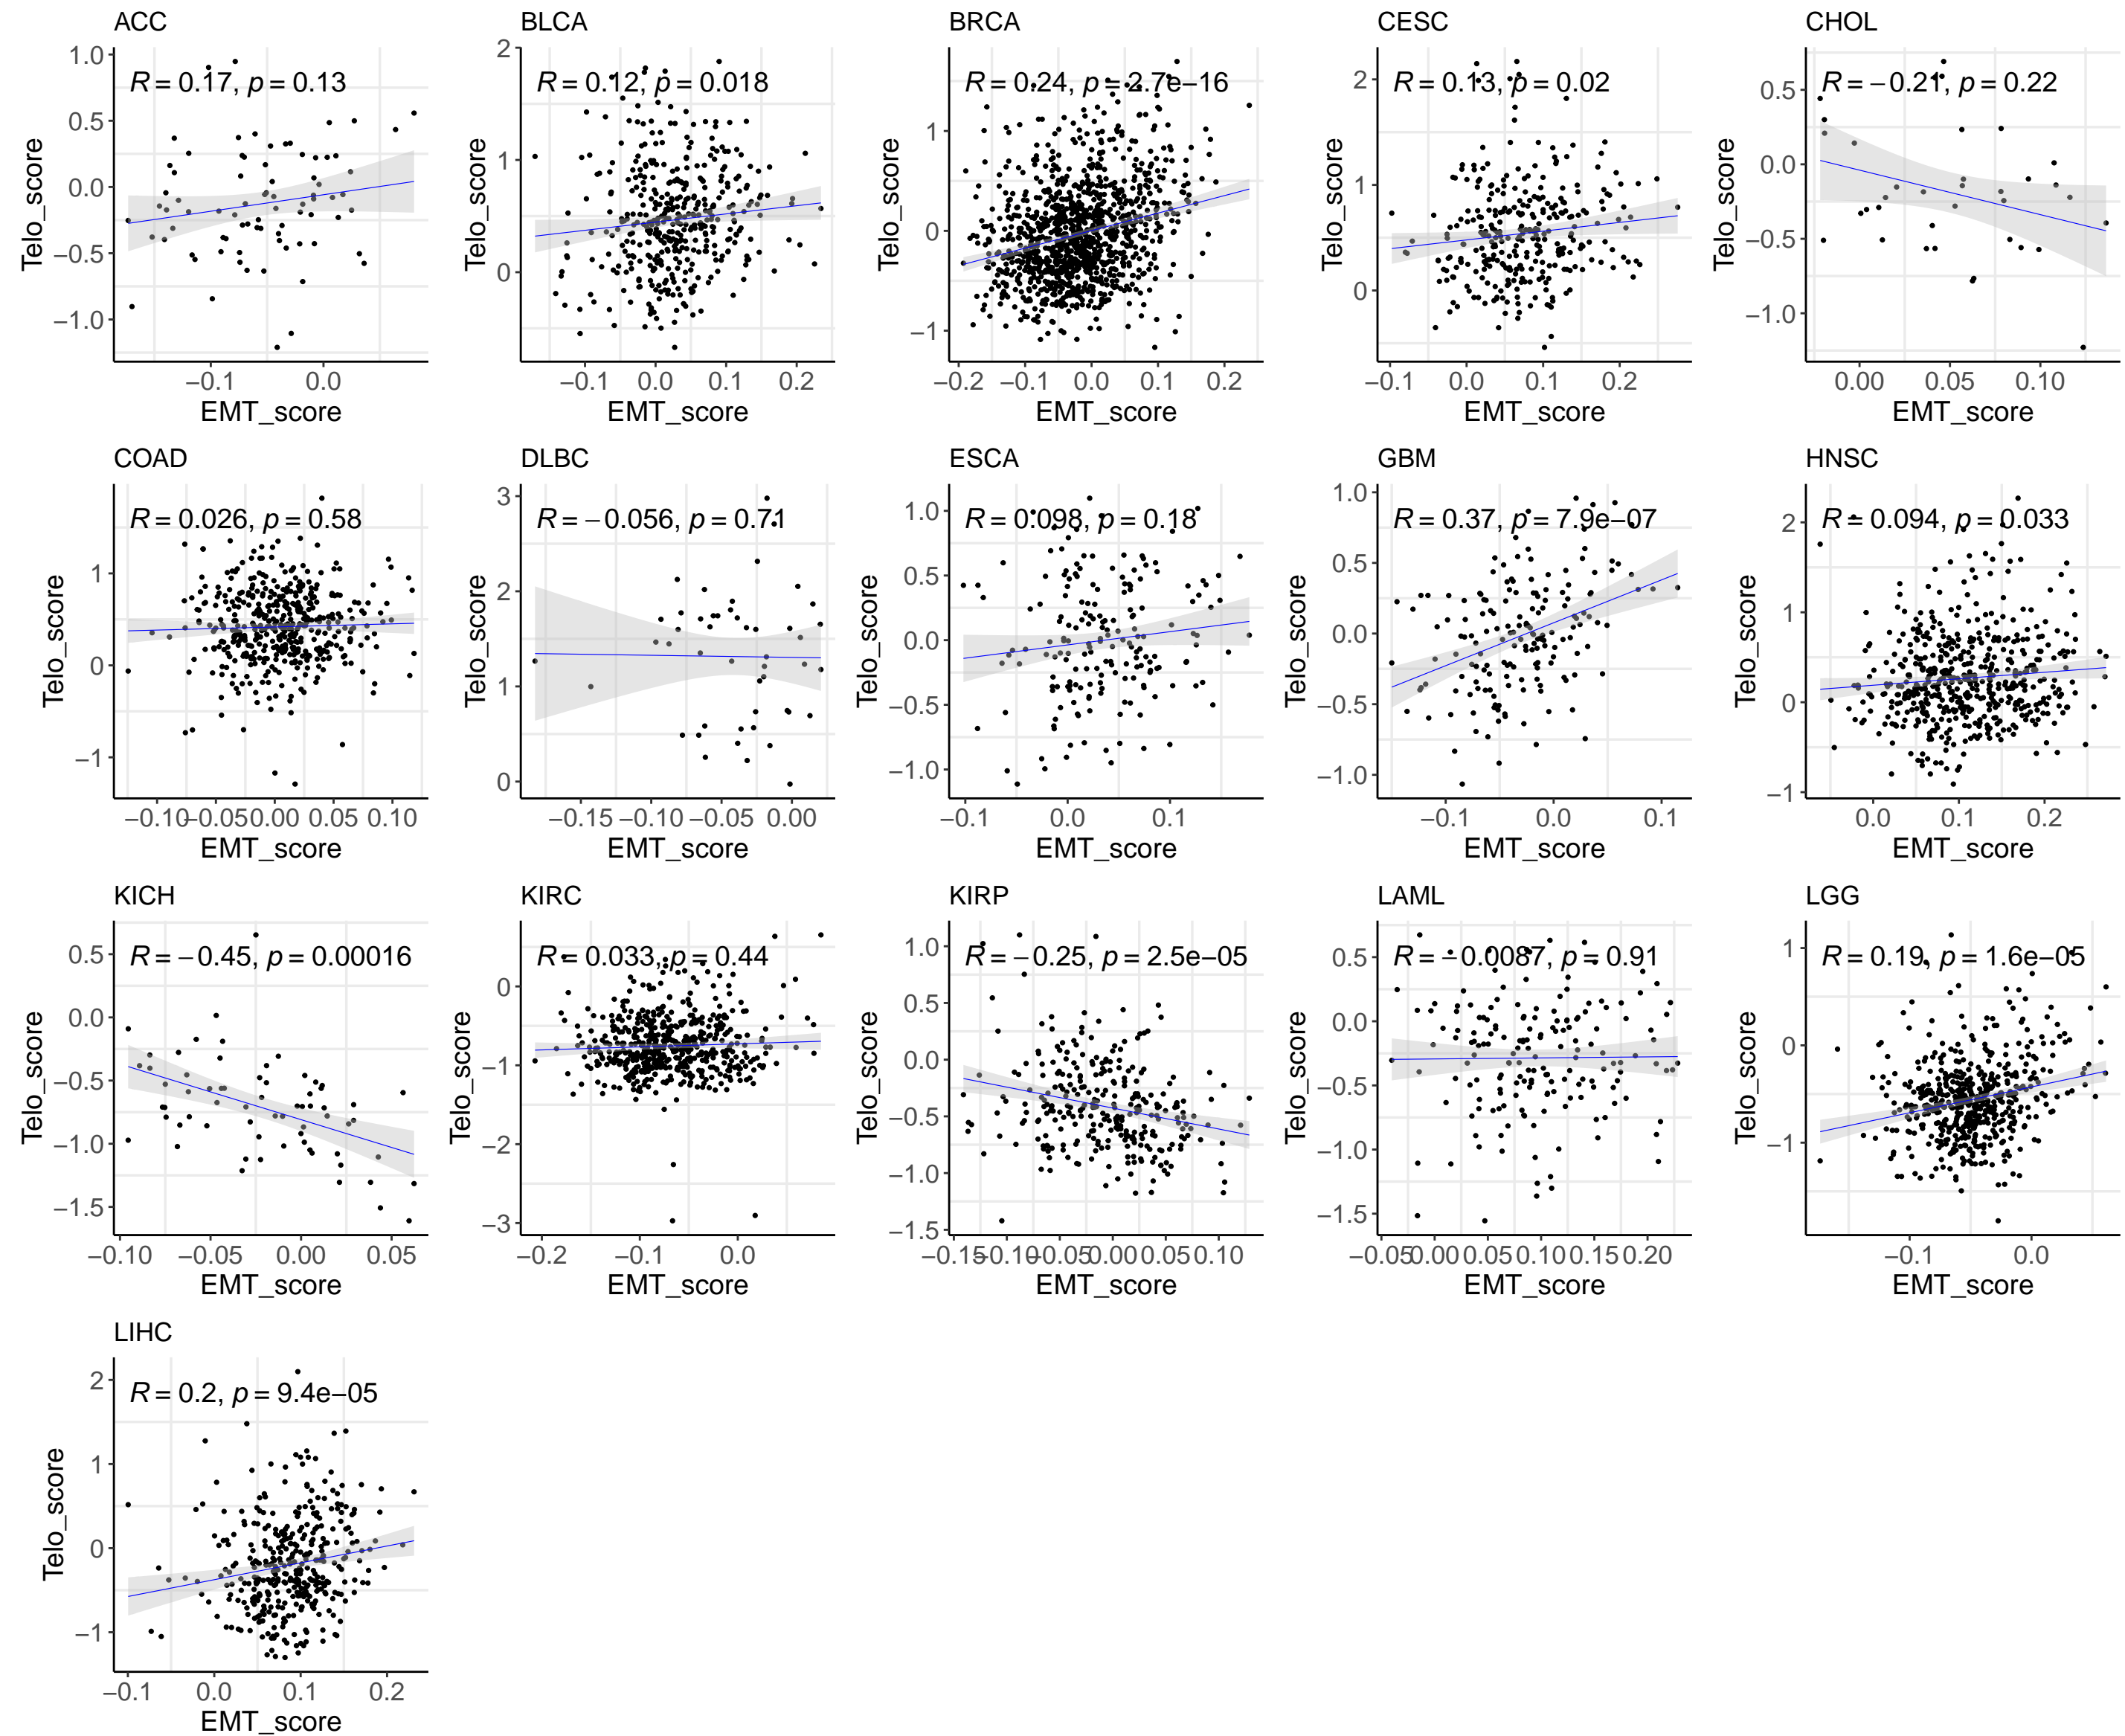 ACC
R = 0.17, p = 0.13
1.0
0.5
0.0
−0.5
−1.0
Telo_score
−0.1 0.0
EMT_score
BLCA
R = 0.12, p = 0.018
2
1
0
Telo_score
−0.1 0.0 0.1 0.2
EMT_score
BRCA
R = 0.24, p = 2.7e−16
1
0
−1
Telo_score
−0.2 −0.1 0.0 0.1 0.2
EMT_score
CESC
R = 0.13, p = 0.02
2
1
0
Telo_score
−0.1 0.0 0.1 0.2
EMT_score
CHOL
R = −0.21, p = 0.22
0.5
0.0
−0.5
−1.0
Telo_score
0.00 0.05 0.10
EMT_score
COAD
R = 0.026, p = 0.58
1
0
−1
Telo_score
−0.10 −0.05 0.00 0.05 0.10
EMT_score
DLBC
R = −0.056, p = 0.71
3
2
1
0
Telo_score
−0.15 −0.10 −0.05 0.00
EMT_score
ESCA
R = 0.098, p = 0.18
1.0
0.5
0.0
−0.5
−1.0
Telo_score
−0.1 0.0 0.1
EMT_score
GBM
R = 0.37, p = 7.9e−07
1.0
0.5
0.0
−0.5
−1.0
Telo_score
−0.1 0.0 0.1
EMT_score
HNSC
R = 0.094, p = 0.033
2
1
0
−1
Telo_score
0.0 0.1 0.2
EMT_score
KICH
R = −0.45, p = 0.00016
0.5
0.0
−0.5
−1.0
−1.5
Telo_score
−0.10 −0.05 0.00 0.05
EMT_score
KIRC
R = 0.033, p = 0.44
0
−1
−2
−3
Telo_score
−0.2 −0.1 0.0
EMT_score
KIRP
R = −0.25, p = 2.5e−05
1.0
0.5
0.0
−0.5
−1.0
−1.5
Telo_score
−0.15 −0.10 −0.05 0.00 0.05 0.10
EMT_score
LAML
R = −0.0087, p = 0.91
0.5
0.0
−0.5
−1.0
−1.5
Telo_score
−0.05 0.00 0.05 0.10 0.15 0.20
EMT_score
LGG
R = 0.19, p = 1.6e−05
1
0
−1
Telo_score
−0.1 0.0
EMT_score
LIHC
R = 0.2, p = 9.4e−05
2
1
0
−1
Telo_score
−0.1 0.0 0.1 0.2
EMT_score